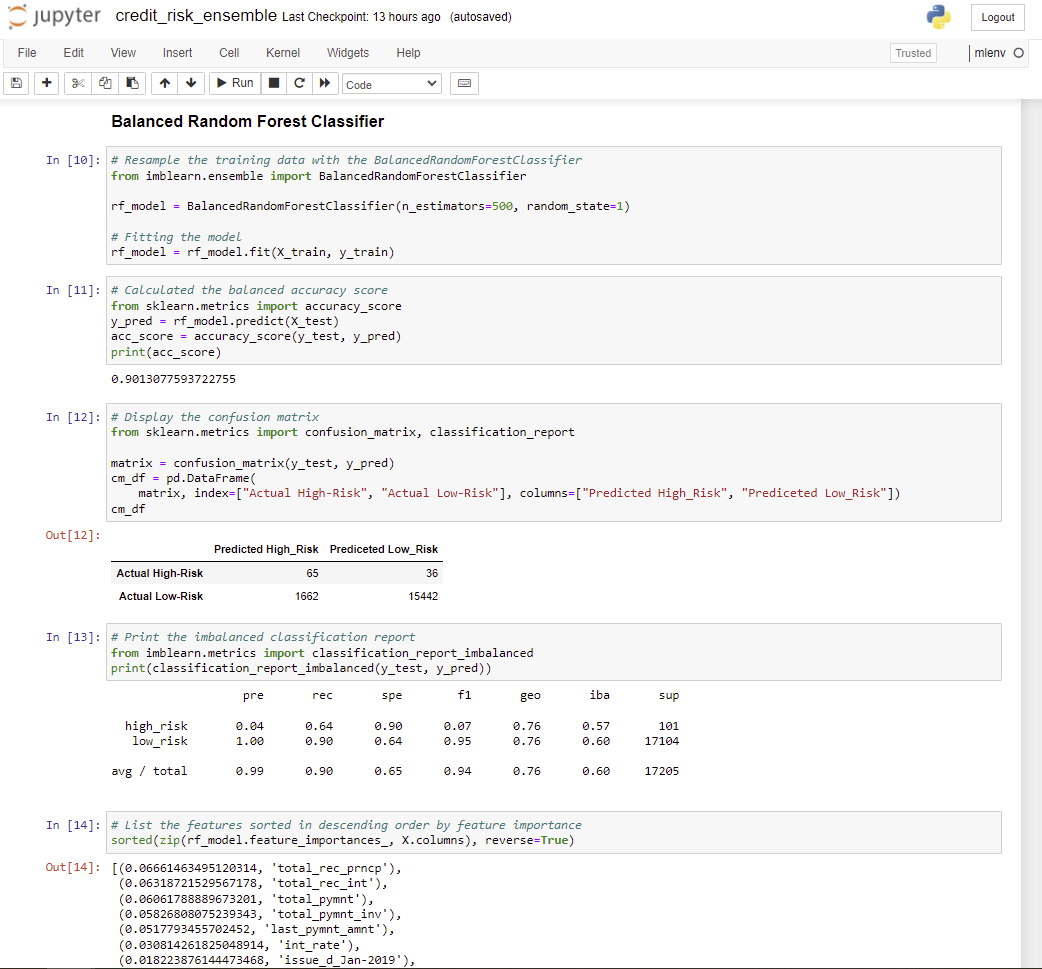 jupyter credit_risk_ensemble Last Checkpoint: 13 hours ago (autosaved) Logout
File Edit View Insert Cell Kernel Widgets Help Trusted mlenv
Run Code
Balanced Random Forest Classifier
In [10]: # Resample the training data with the BalancedRandomForestClassifier
from imblearn.ensemble import BalancedRandomForestClassifier
rf_model = BalancedRandomForestClassifier(n_estimators=500, random_state=1)
# Fitting the model
rf_model = rf_model.fit(X_train, y_train)
In [11]: # Calculated the balanced accuracy score
from sklearn.metrics import accuracy_score
y_pred = rf_model.predict(X_test)
acc_score = accuracy_score(y_test, y_pred)
print(acc_score)
0.9013077593722755
In [12]: # Display the confusion matrix
from sklearn.metrics import confusion_matrix, classification_report
matrix = confusion_matrix(y_test, y_pred)
cm_df = pd.DataFrame(
matrix, index=["Actual High-Risk", "Actual Low-Risk"], columns=["Predicted High_Risk", "Prediceted Low_Risk"])
cm_df
Out[12]:
Predicted High_Risk Prediceted Low_Risk
Actual High-Risk 65 36
Actual Low-Risk 1662 15442
In [13]: # Print the imbalanced classification report
from imblearn.metrics import classification_report_imbalanced
print(classification_report_imbalanced(y_test, y_pred))
pre rec spe f1 geo iba sup
high_risk 0.04 0.64 0.90 0.07 0.76 0.57 101
low_risk 1.00 0.90 0.64 0.95 0.76 0.60 17104
avg / total 0.99 0.90 0.65 0.94 0.76 0.60 17205
In [14]: # List the features sorted in descending order by feature importance
sorted(zip(rf_model.feature_importances_, X.columns), reverse=True)
Out[14]: [(0.06661463495120314, 'total_rec_prncp'),
(0.06318721529567178, 'total_rec_int'),
(0.06061788889673201, 'total_pymnt'),
(0.05826808075239343, 'total_pymnt_inv'),
(0.0517793455702452, 'last_pymnt_amnt'),
(0.030814261825048914, 'int_rate'),
(0.018223876144473468, 'issue_d_Jan-2019'),